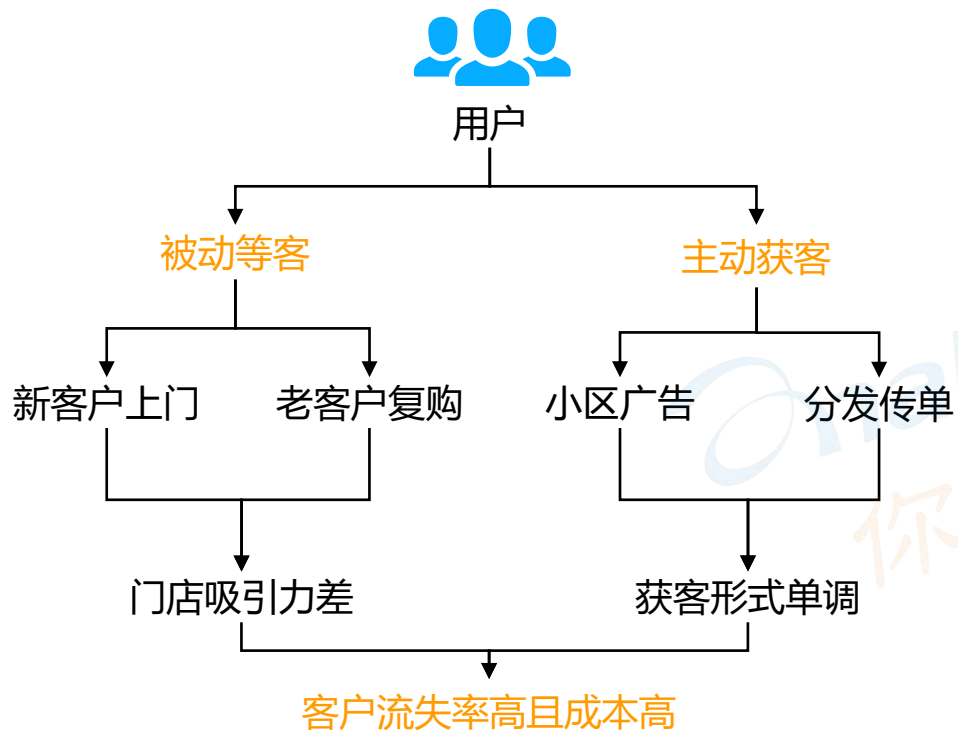 用户
被动等客
主动获客
新客户上门
老客户复购
小区广告
分发传单
门店吸引力差
获客形式单调
客户流失率高且成本高
你